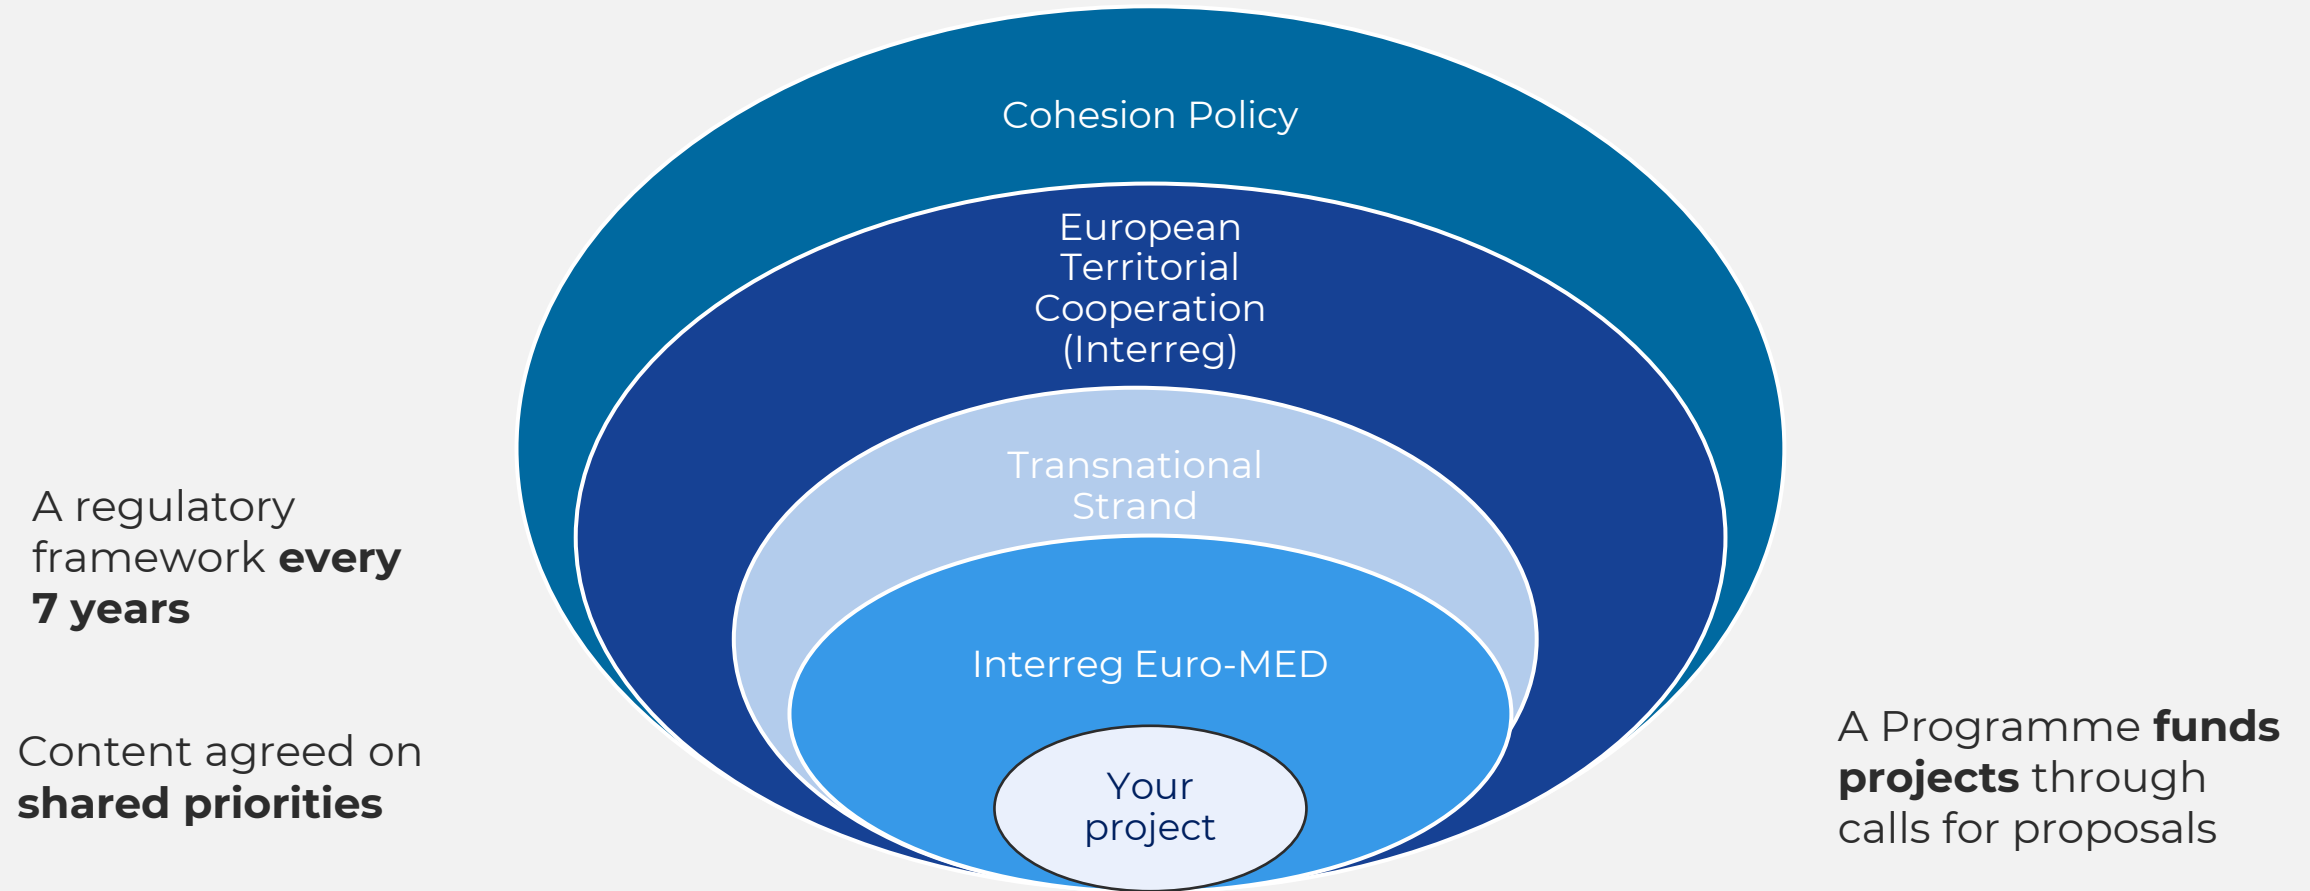 Cohesion Policy
European
Territorial
Cooperation
(Interreg)
Transnational
Strand
Interreg Euro-MED
Your
project
A regulatory
framework every
7 years
Content agreed on
shared priorities
A Programme funds
projects through
calls for proposals